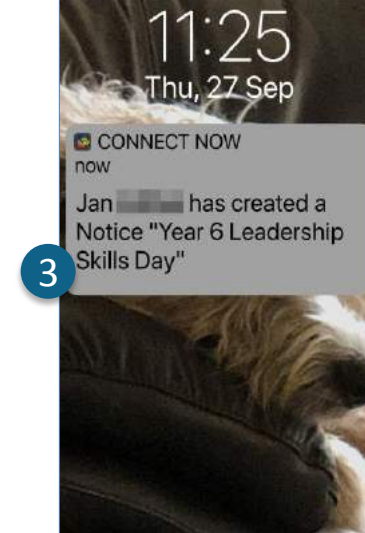 11:25
Thu, 27 Sep
CONNECT NOW
now
Jan has created a
Notice "Year 6 Leadership
3
Skills Day"